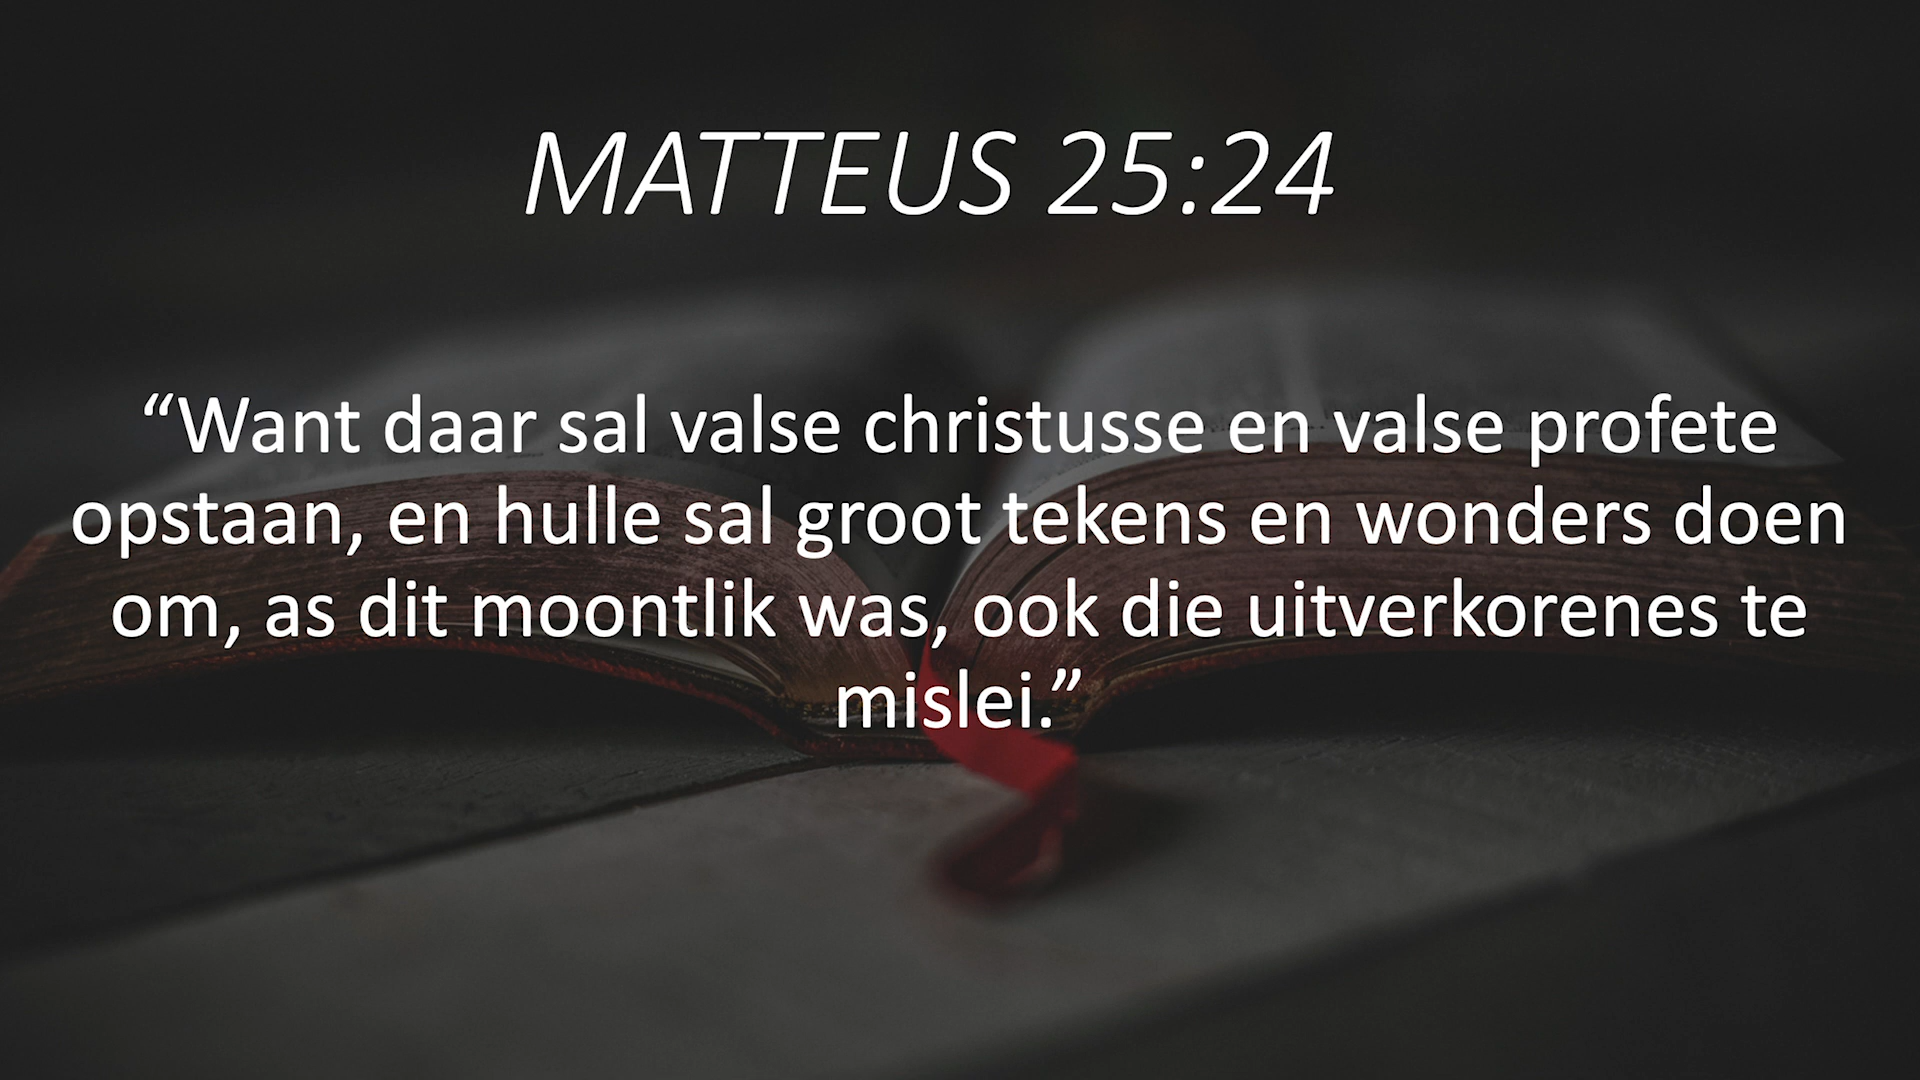 MATTEUS 25:24
“Want daar sal valse christusse en valse profete
opstaan, en hulle sal groot tekens en wonders doen
om, as dit moontlik was, ook die uitverkorenes te
mislei.”